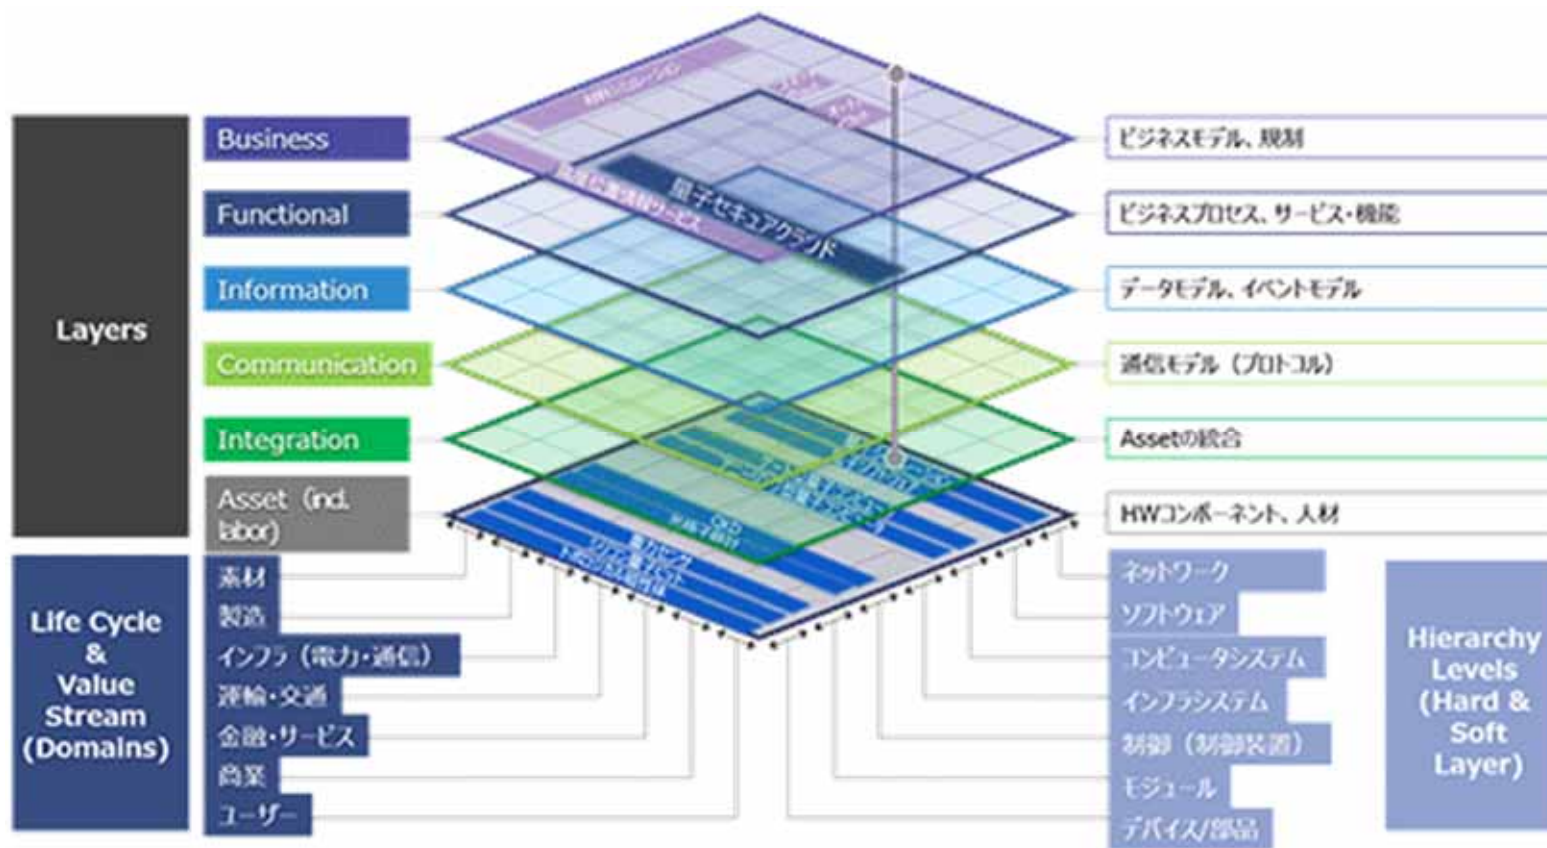 Layers
Business
Functional
Information
Communication
Integration
Asset (incl.
labor)
ビジネスモデル、規制
ビジネスプロセス、サービス・機能
データモデル、イベントモデル
通信モデル（プロトコル）
Assetの統合
HWコンポーネント、人材
量子セキュアクラウド
QKD
Life Cycle
&
Value
Stream
(Domains)
素材
製造
インフラ（電力・通信）
運輸・交通
金融・サービス
商業
ユーザー
ネットワーク
ソフトウェア
コンピュータシステム
インフラシステム
制御（制御装置）
モジュール
デバイス/部品
Hierarchy
Levels
(Hard &
Soft
Layer)